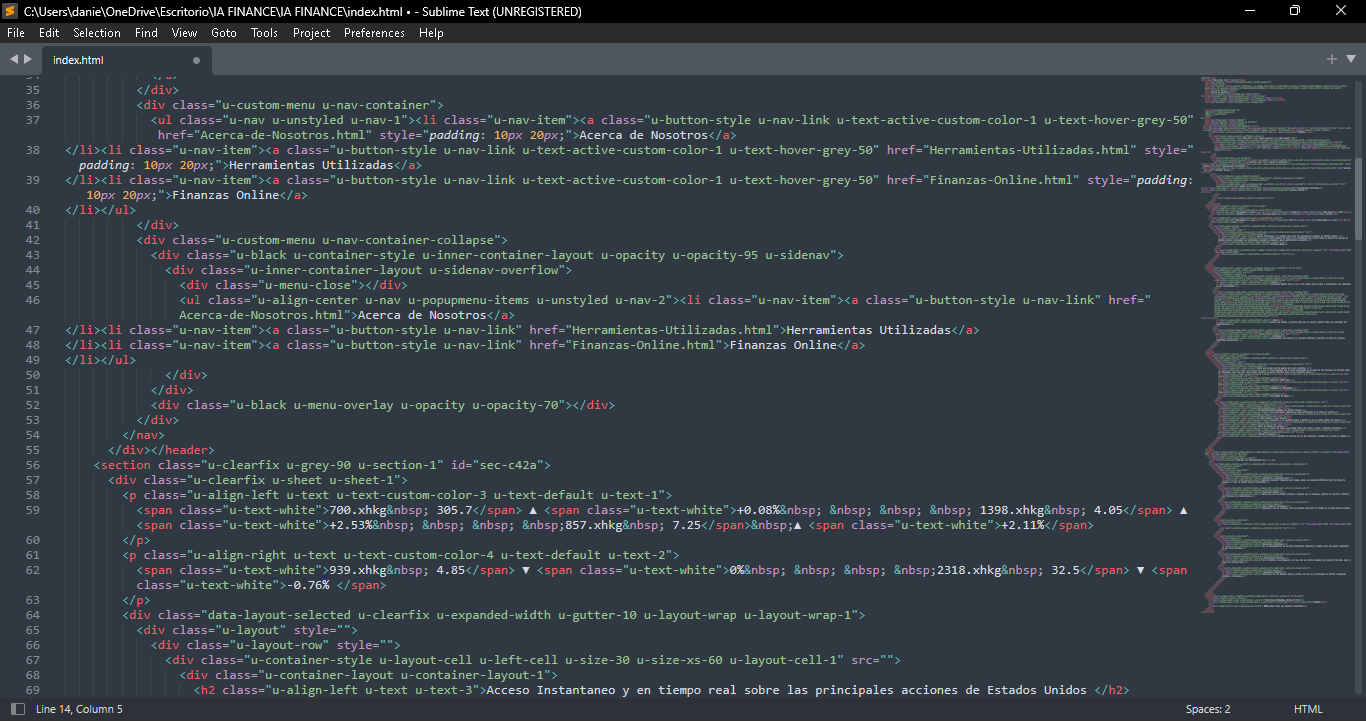 C:\Users\danie\OneDrive\Escritorio\IA FINANCE\IA FINANCE\index.html • - Sublime Text (UNREGISTERED)
File Edit Selection Find View Goto Tools Project Preferences Help
index.html
35 </div>
36 <div class="u-custom-menu u-nav-container">
37 <ul class="u-nav u-unstyled u-nav-1"><li class="u-nav-item"><a class="u-button-style u-nav-link u-text-active-custom-color-1 u-text-hover-grey-50"
href="Acerca-de-Nosotros.html" style="padding: 10px 20px;">Acerca de Nosotros</a>
38 </li><li class="u-nav-item"><a class="u-button-style u-nav-link u-text-active-custom-color-1 u-text-hover-grey-50" href="Herramientas-Utilizadas.html" style="
padding: 10px 20px;">Herramientas Utilizadas</a>
39 </li><li class="u-nav-item"><a class="u-button-style u-nav-link u-text-active-custom-color-1 u-text-hover-grey-50" href="Finanzas-Online.html" style="padding:
10px 20px;">Finanzas Online</a>
40 </li></ul>
41 </div>
42 <div class="u-custom-menu u-nav-container-collapse">
43 <div class="u-black u-container-style u-inner-container-layout u-opacity u-opacity-95 u-sidenav">
44 <div class="u-inner-container-layout u-sidenav-overflow">
45 <div class="u-menu-close"></div>
46 <ul class="u-align-center u-nav u-popupmenu-items u-unstyled u-nav-2"><li class="u-nav-item"><a class="u-button-style u-nav-link" href="
Acerca-de-Nosotros.html">Acerca de Nosotros</a>
47 </li><li class="u-nav-item"><a class="u-button-style u-nav-link" href="Herramientas-Utilizadas.html">Herramientas Utilizadas</a>
48 </li><li class="u-nav-item"><a class="u-button-style u-nav-link" href="Finanzas-Online.html">Finanzas Online</a>
49 </li></ul>
50 </div>
51 </div>
52 <div class="u-black u-menu-overlay u-opacity u-opacity-70"></div>
53 </div>
54 </nav>
55 </div></header>
56 <section class="u-clearfix u-grey-90 u-section-1" id="sec-c42a">
57 <div class="u-clearfix u-sheet u-sheet-1">
58 <p class="u-align-left u-text u-text-custom-color-3 u-text-default u-text-1">
59 <span class="u-text-white">700.xhkg&nbsp; 305.7</span> ▲ <span class="u-text-white">+0.08%&nbsp; &nbsp; &nbsp; &nbsp; 1398.xhkg&nbsp; 4.05</span> ▲
<span class="u-text-white">+2.53%&nbsp; &nbsp; &nbsp; &nbsp;857.xhkg&nbsp; 7.25</span>&nbsp;▲ <span class="u-text-white">+2.11%</span>
60 </p>
61 <p class="u-align-right u-text u-text-custom-color-4 u-text-default u-text-2">
62 <span class="u-text-white">939.xhkg&nbsp; 4.85</span> ▼ <span class="u-text-white">0%&nbsp; &nbsp; &nbsp; &nbsp;2318.xhkg&nbsp; 32.5</span> ▼ <span
class="u-text-white">-0.76% </span>
63 </p>
64 <div class="data-layout-selected u-clearfix u-expanded-width u-gutter-10 u-layout-wrap u-layout-wrap-1">
65 <div class="u-layout" style="">
66 <div class="u-layout-row" style="">
67 <div class="u-container-style u-layout-cell u-left-cell u-size-30 u-size-xs-60 u-layout-cell-1" src="">
68 <div class="u-container-layout u-container-layout-1">
69 <h2 class="u-align-left u-text u-text-3">Acceso Instantaneo y en tiempo real sobre las principales acciones de Estados Unidos </h2>
Line 14, Column 5 Spaces: 2 HTML